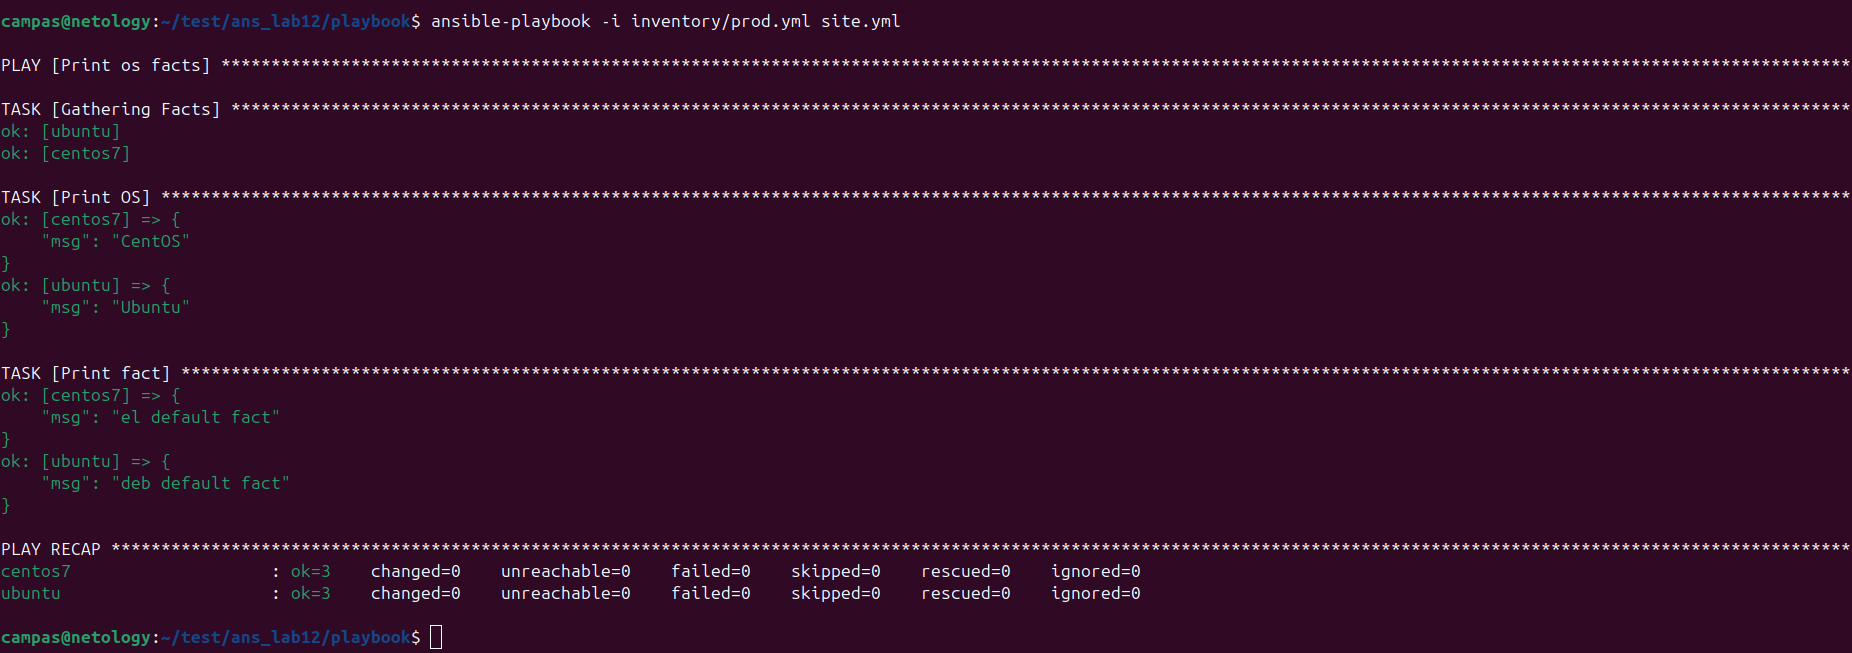 campas@netology:~/test/ans_lab12/playbook$ ansible-playbook -i inventory/prod.yml site.yml

PLAY [Print os facts] *******************************************************************************************************************************************************************

TASK [Gathering Facts] ******************************************************************************************************************************************************************
ok: [ubuntu]
ok: [centos7]

TASK [Print OS] *************************************************************************************************************************************************************************
ok: [centos7] => {
    "msg": "CentOS"
}
ok: [ubuntu] => {
    "msg": "Ubuntu"
}

TASK [Print fact] ***********************************************************************************************************************************************************************
ok: [centos7] => {
    "msg": "el default fact"
}
ok: [ubuntu] => {
    "msg": "deb default fact"
}

PLAY RECAP ******************************************************************************************************************************************************************************
centos7                    : ok=3    changed=0    unreachable=0    failed=0    skipped=0    rescued=0    ignored=0
ubuntu                     : ok=3    changed=0    unreachable=0    failed=0    skipped=0    rescued=0    ignored=0

campas@netology:~/test/ans_lab12/playbook$